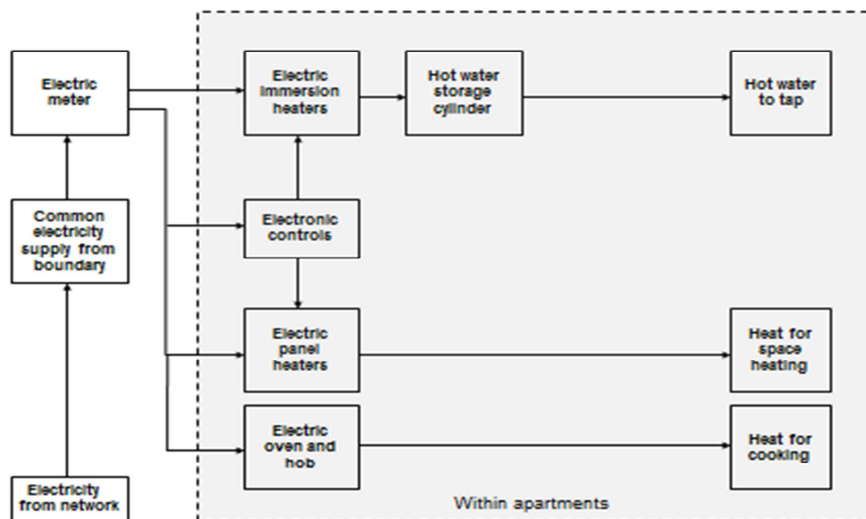 Electric
meter
Electric
immersion
heaters
Hot water
storage
cylinder
Hot water
to tap
Common
electricity
supply from
boundary
Electronic
controls
Electric
panel
heaters
Heat for
space
heating
Electric
oven and
hob
Heat for
cooking
Electricity
from network
Within apartments